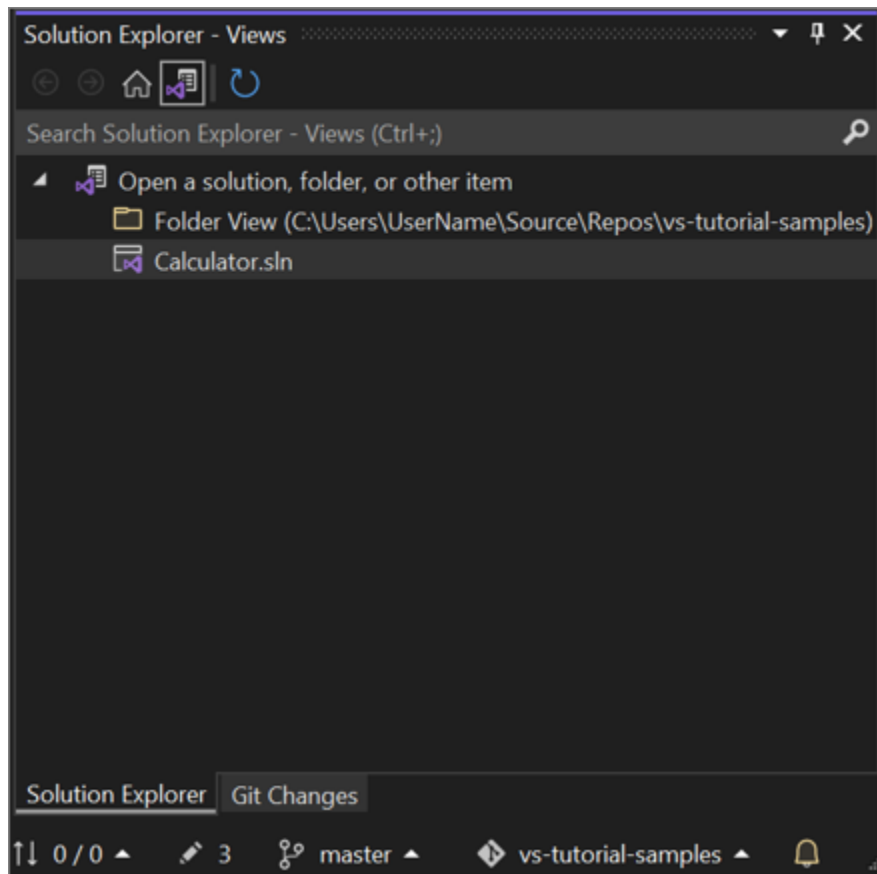 Solution Explorer - Views
Search Solution Explorer - Views (Ctrl+;)
Open a solution, folder, or other item
Folder View (C:\Users\UserName\Source\Repos\vs-tutorial-samples)
Calculator.sln
Solution Explorer Git Changes
0 / 0 3 master vs-tutorial-samples